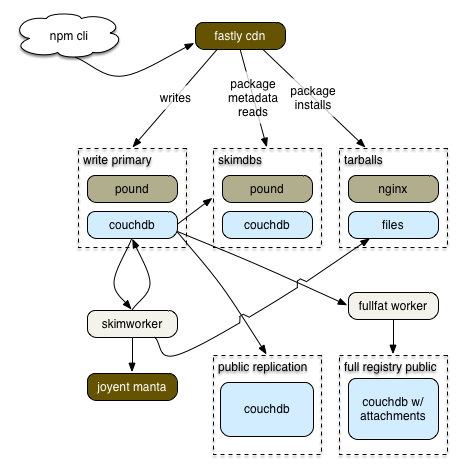 npm cli
fastly cdn
writes
package
metadata
reads
package
installs
write primary
skimdbs
tarballs
pound
pound
nginx
couchdb
couchdb
files
skimworker
fullfat worker
joyent manta
public replication
full registry public
couchdb
couchdb w/
attachments